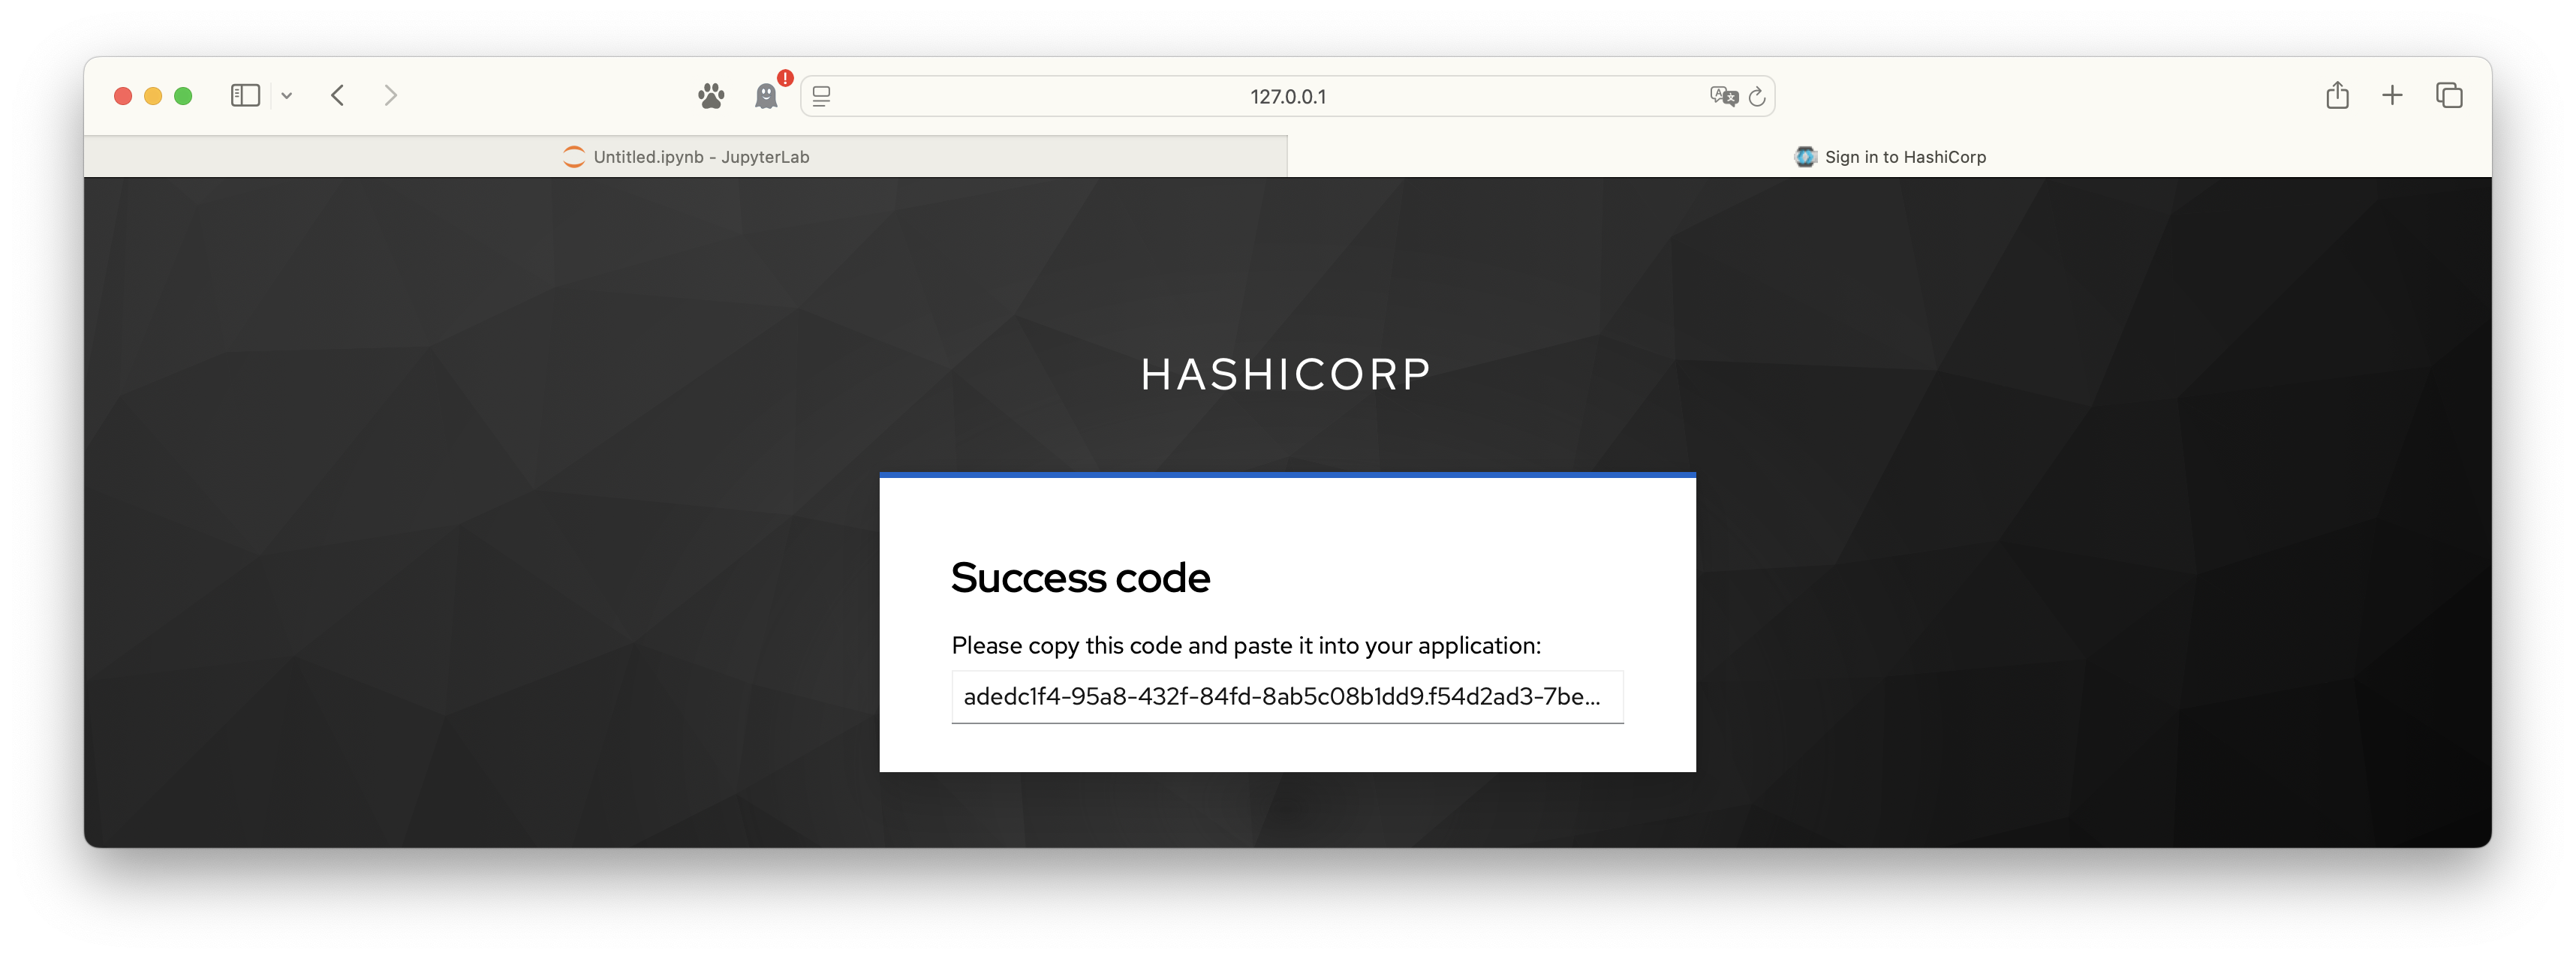 127.0.0.1
Untitled.ipynb - JupyterLab
Sign in to HashiCorp
HASHICORP
Success code
Please copy this code and paste it into your application:
adedc1f4-95a8-432f-84fd-8ab5c08b1dd9.f54d2ad3-7be...